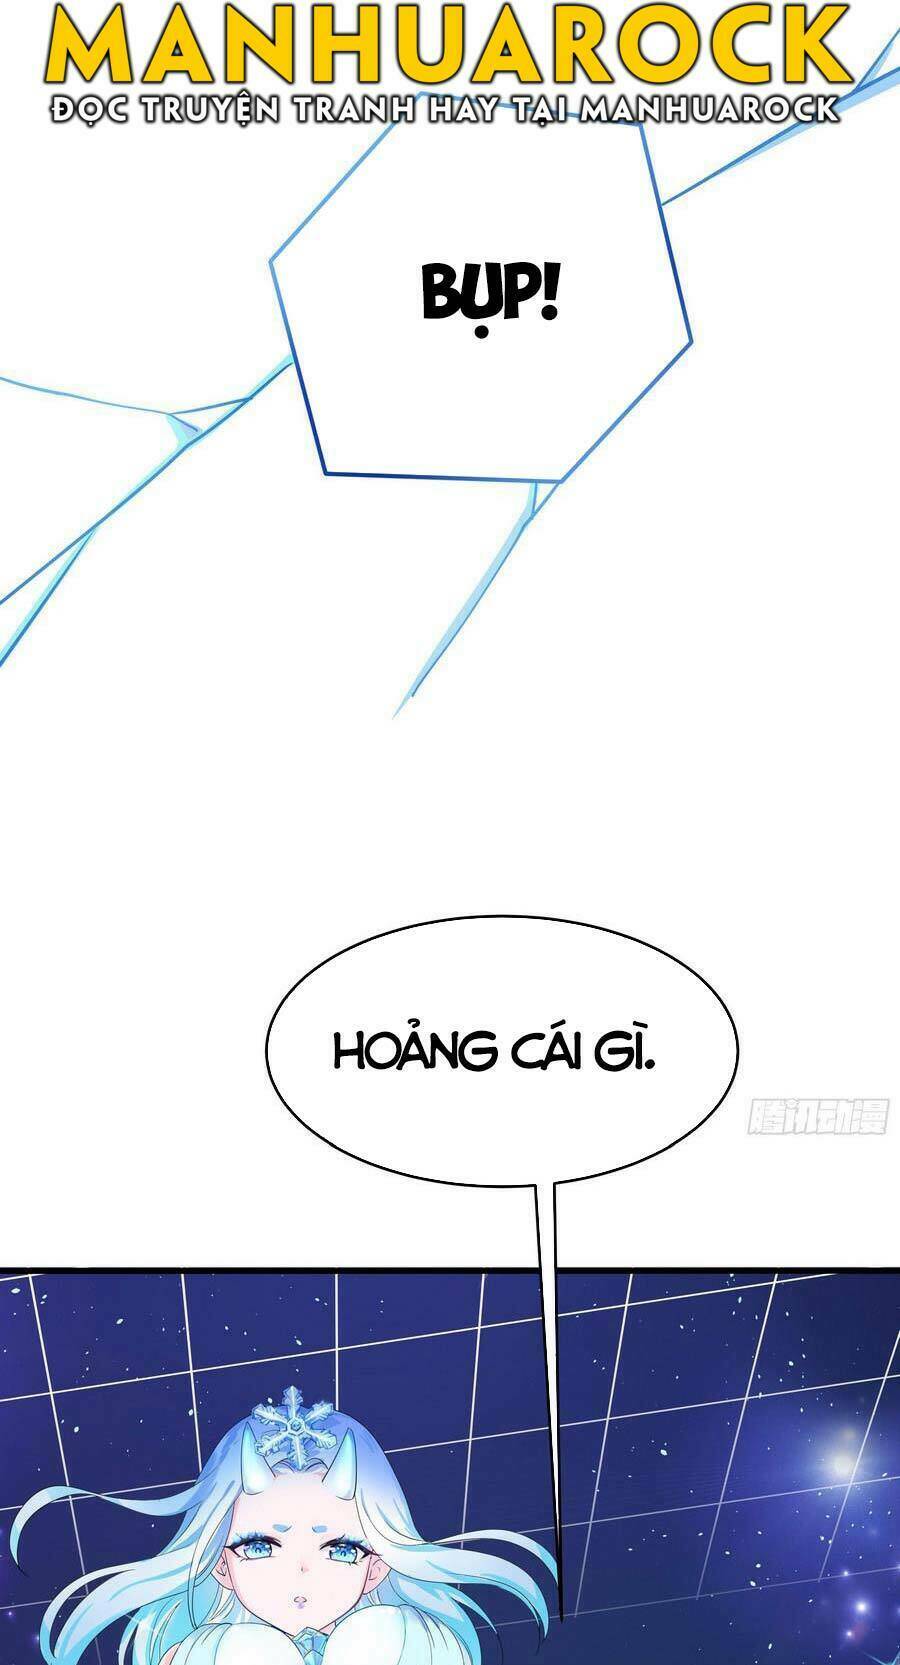 MANHUAROCK
ĐỌC TRUYỆN TRANH HAY TẠI MANHUAROCK
BỤP!
HOẢNG CÁI GÌ.
腾讯动漫